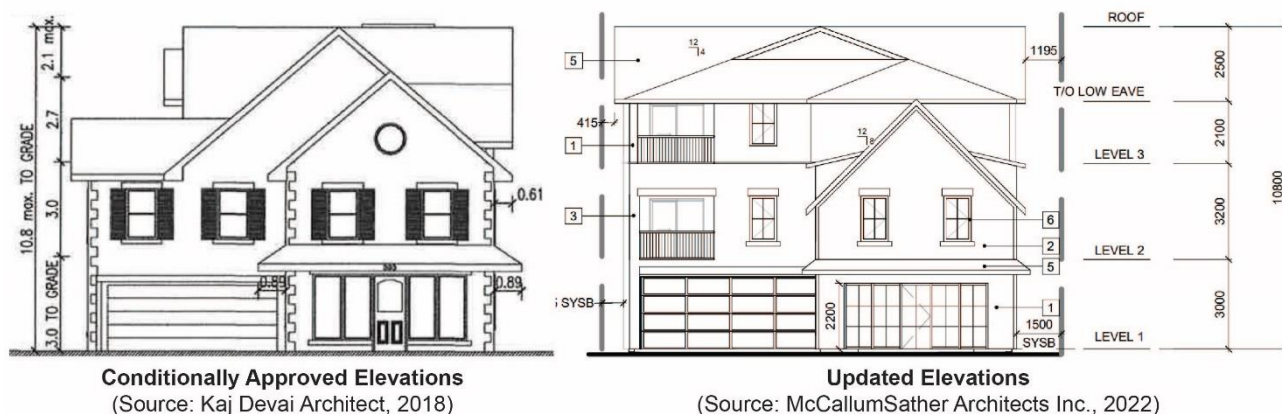 2.1 max.
2.7
3.0
3.0 TO GRADE
10.8 max. TO GRADE
0.61
0.89
0.89
Conditionally Approved Elevations
(Source: Kaj Devai Architect, 2018)
ROOF
12
4
5
1195
2500
T/O LOW EAVE
415
12
8
2100
1
LEVEL 3
10800
3
6
3200
2
LEVEL 2
5
SYSB
2200
1
3000
1500
SYSB
LEVEL 1
Updated Elevations
(Source: McCallumSather Architects Inc., 2022)